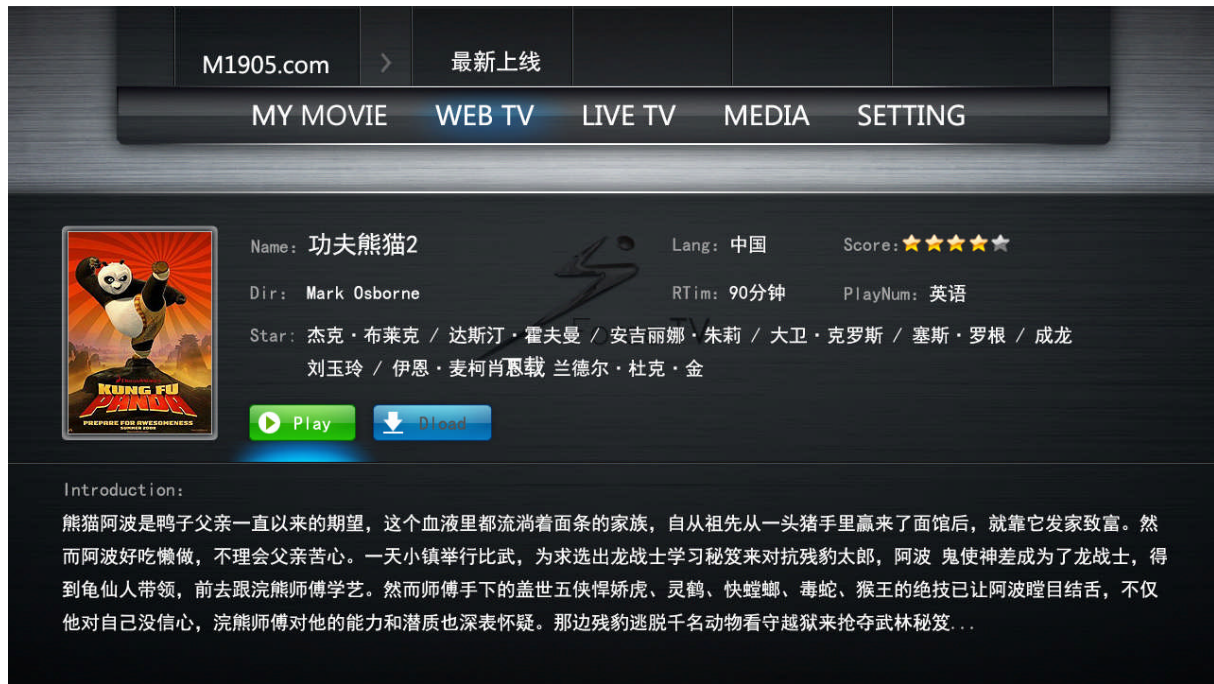 M1905.com > 最新上线
MY MOVIE WEB TV LIVE TV MEDIA SETTING
Name: 功夫熊猫2 Lang: 中国 Score:
Dir: Mark Osborne RTim: 90分钟 PlayNum: 英语
Star: 杰克·布莱克 / 达斯汀·霍夫曼 / 安吉丽娜·朱莉 / 大卫·克罗斯 / 塞斯·罗根 / 成龙
刘玉玲 / 伊恩·麦柯肖恩 下载 兰德尔·杜克·金
KUNG FU
PANDA
PREPARE FOR AWESOMENESS
SUMMER 2008
Play Dload
Introduction:
熊猫阿波是鸭子父亲一直以来的期望，这个血液里都流淌着面条的家族，自从祖先从一头猪手里赢来了面馆后，就靠它发家致富。然
而阿波好吃懒做，不理会父亲苦心。一天小镇举行比武，为求选出龙战士学习秘笈来对抗残豹太郎，阿波 鬼使神差成为了龙战士，得
到龟仙人带领，前去跟浣熊师傅学艺。然而师傅手下的盖世五侠悍娇虎、灵鹤、快螳螂、毒蛇、猴王的绝技已让阿波瞠目结舌，不仅
他对自己没信心，浣熊师傅对他的能力和潜质也深表怀疑。那边残豹逃脱千名动物看守越狱来抢夺武林秘笈...